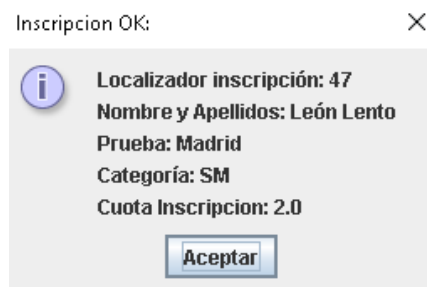 Inscripcion OK:
Localizador inscripción: 47
Nombre y Apellidos: León Lento
Prueba: Madrid
Categoría: SM
Cuota Inscripcion: 2.0
Aceptar